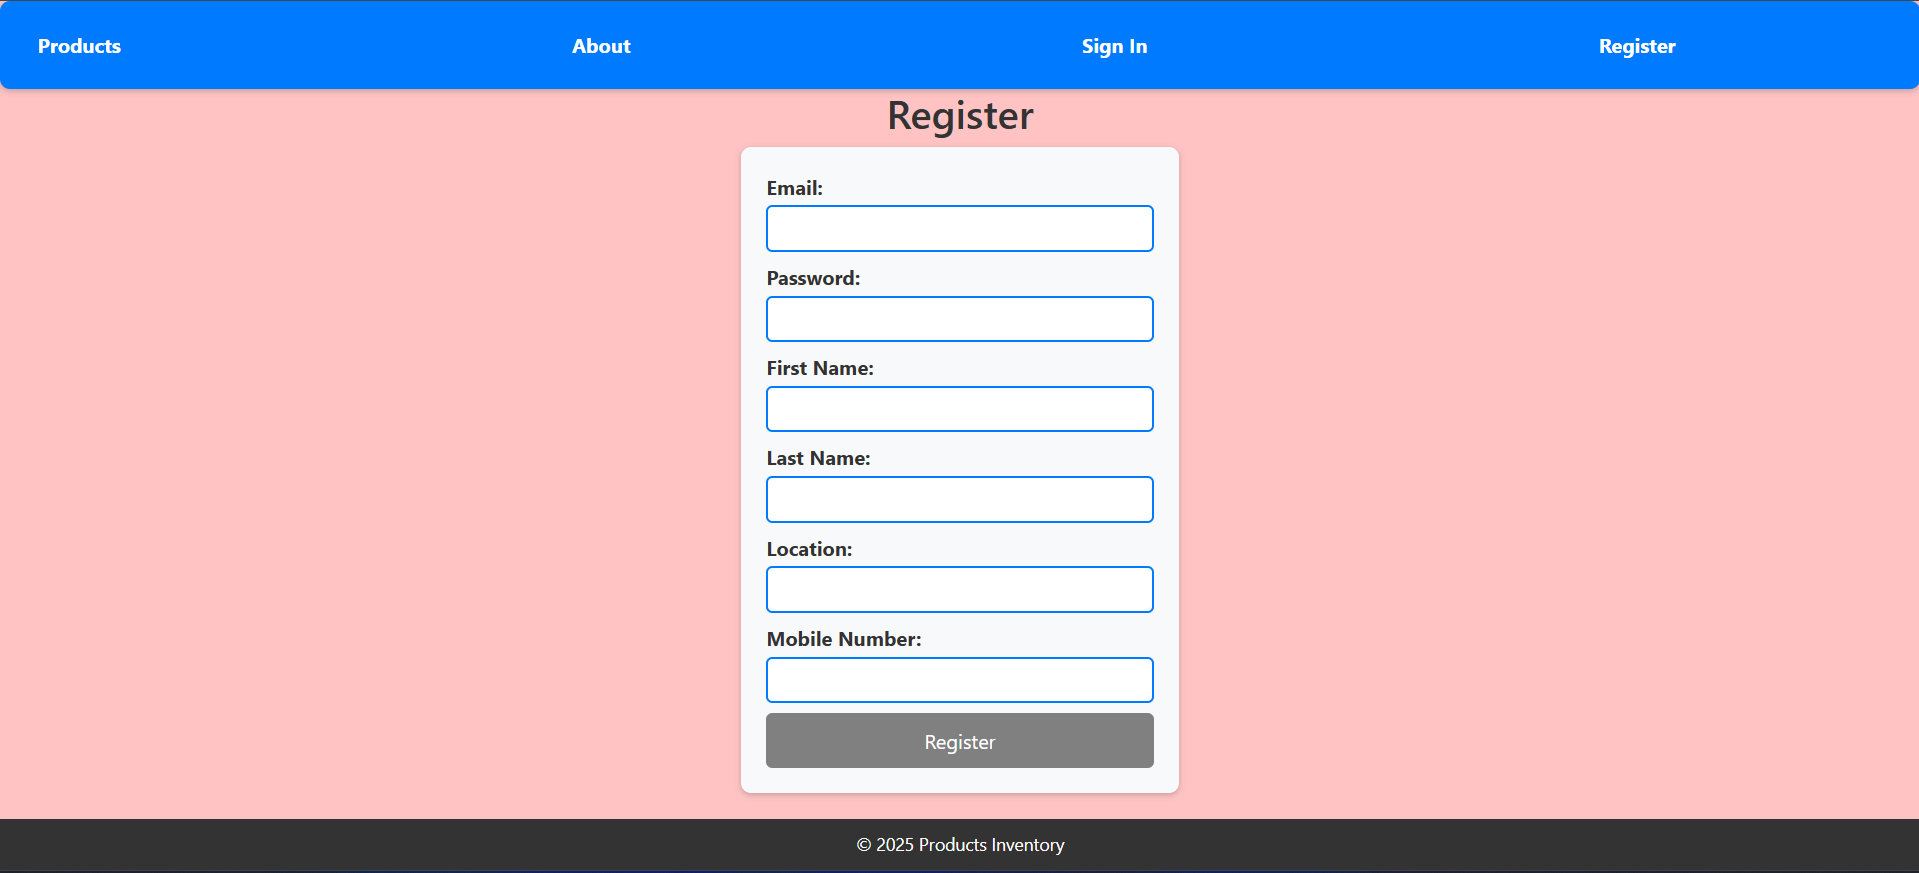 Products About Sign In Register
Register
Email:
Password:
First Name:
Last Name:
Location:
Mobile Number:
Register
© 2025 Products Inventory